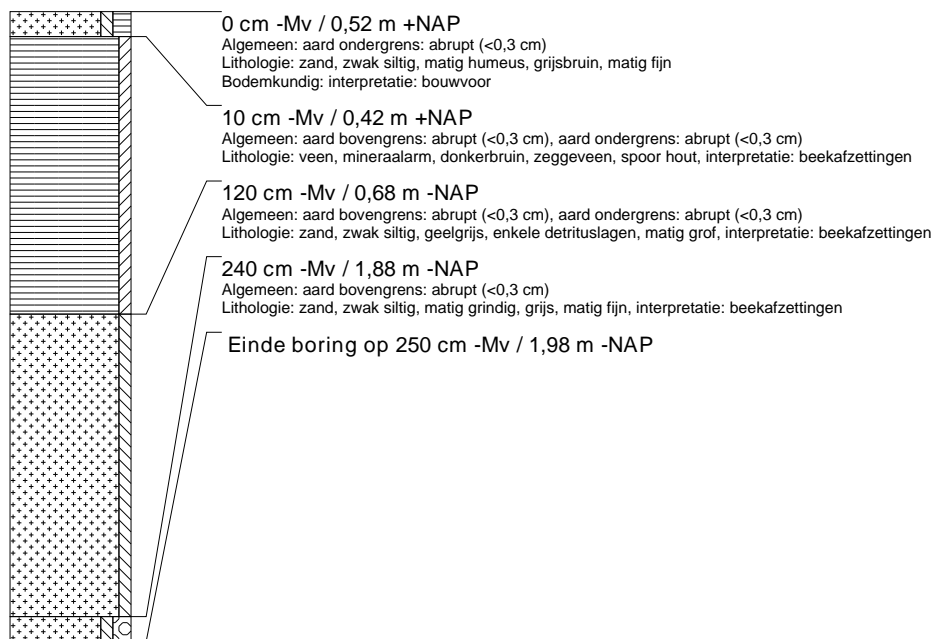 0 cm -Mv / 0,52 m +NAP
Algemeen: aard ondergrens: abrupt (<0,3 cm)
Lithologie: zand, zwak siltig, matig humeus, grijsbruin, matig fijn
Bodemkundig: interpretatie: bouwvoor
10 cm -Mv / 0,42 m +NAP
Algemeen: aard bovengrens: abrupt (<0,3 cm), aard ondergrens: abrupt (<0,3 cm)
Lithologie: veen, mineraalarm, donkerbruin, zeggeveen, spoor hout, interpretatie: beekafzettingen
120 cm -Mv / 0,68 m -NAP
Algemeen: aard bovengrens: abrupt (<0,3 cm), aard ondergrens: abrupt (<0,3 cm)
Lithologie: zand, zwak siltig, geelgrijs, enkele detrituslagen, matig grof, interpretatie: beekafzettingen
240 cm -Mv / 1,88 m -NAP
Algemeen: aard bovengrens: abrupt (<0,3 cm)
Lithologie: zand, zwak siltig, matig grindig, grijs, matig fijn, interpretatie: beekafzettingen
Einde boring op 250 cm -Mv / 1,98 m -NAP